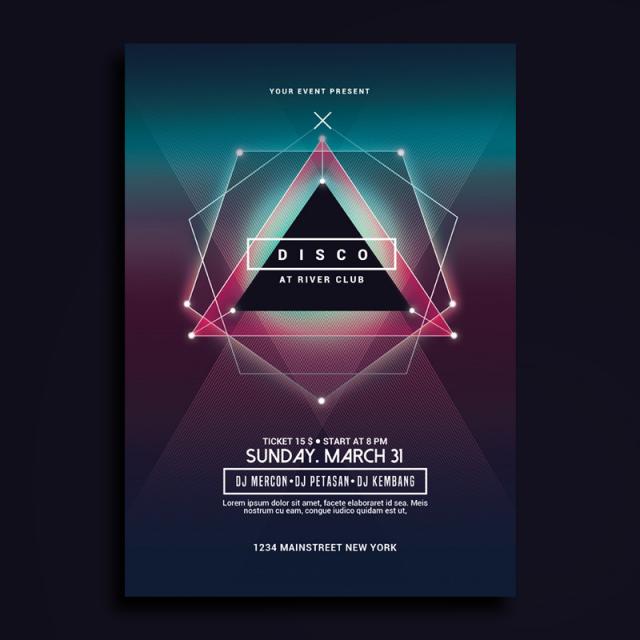 YOUR EVENT PRESENT
DISCO
AT RIVER CLUB
TICKET 15 $ • START AT 8 PM
SUNDAY. MARCH 31
DJ MERCON•DJ PETASAN•DJ KEMBANG
Lorem ipsum dolor sit amet, facete elaboraret id sea. Meis
nostrum cu eam, congue iudico quidam est ut,
1234 MAINSTREET NEW YORK